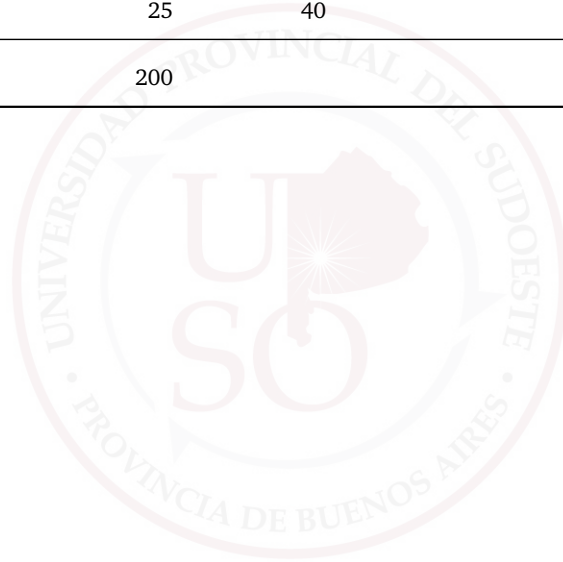 25 40
200
UNIVERSIDAD PROVINCIAL DEL SUDOESTE
UPSO
• PROVINCIA DE BUENOS AIRES •